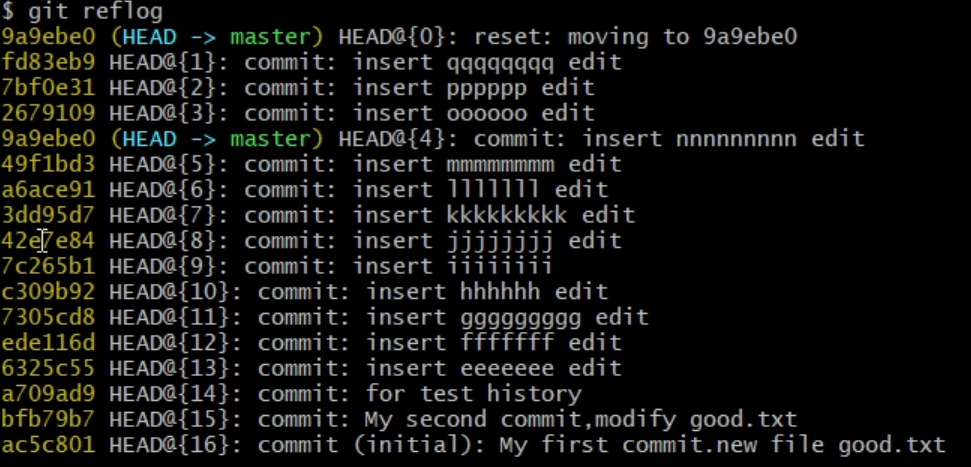 $ git reflog
9a9ebe0 (HEAD -> master) HEAD@{0}: reset: moving to 9a9ebe0
fd83eb9 HEAD@{1}: commit: insert qqqqqqqq edit
7bf0e31 HEAD@{2}: commit: insert pppppp edit
2679109 HEAD@{3}: commit: insert oooooo edit
9a9ebe0 (HEAD -> master) HEAD@{4}: commit: insert nnnnnnnnn edit
49f1bd3 HEAD@{5}: commit: insert mmmmmmmm edit
a6ace91 HEAD@{6}: commit: insert lllllll edit
3dd95d7 HEAD@{7}: commit: insert kkkkkkkkk edit
42e7e84 HEAD@{8}: commit: insert jjjjjjjj edit
7c265b1 HEAD@{9}: commit: insert iiiiiiii
c309b92 HEAD@{10}: commit: insert hhhhhh edit
7305cd8 HEAD@{11}: commit: insert ggggggggg edit
ede116d HEAD@{12}: commit: insert fffffff edit
6325c55 HEAD@{13}: commit: insert eeeeeee edit
a709ad9 HEAD@{14}: commit: for test history
bfb79b7 HEAD@{15}: commit: My second commit,modify good.txt
ac5c801 HEAD@{16}: commit (initial): My first commit.new file good.txt